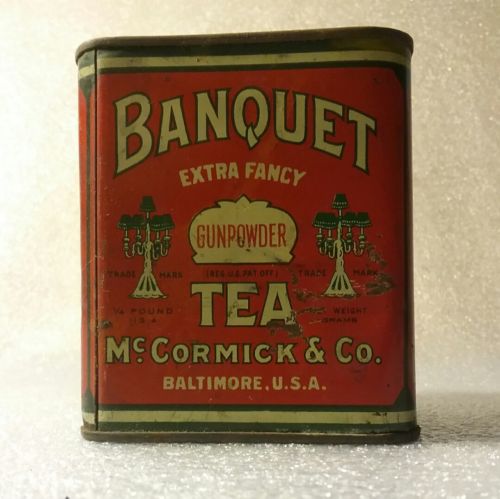 BANQUET
EXTRA FANCY
GUNPOWDER
TRADE MARK (REG. U.S. PAT. OFF.) TRADE MARK
¼ POUND WEIGHT
TEA
GRAMS
McCORMICK & CO.
BALTIMORE, U.S.A.